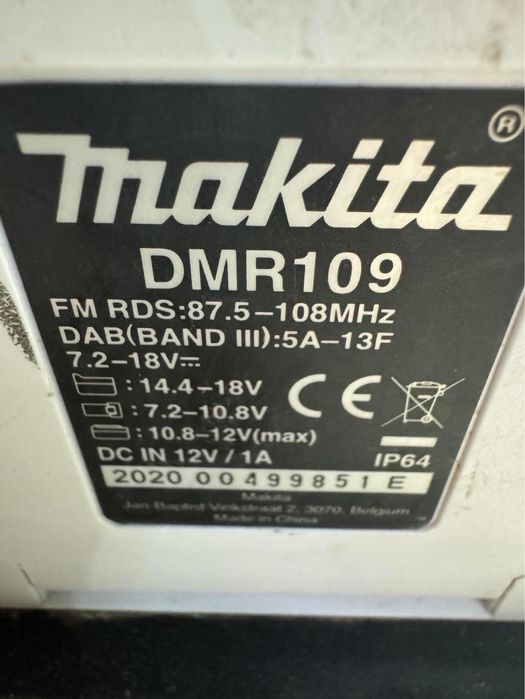 makita®
DMR109
FM RDS:87.5–108MHz
DAB(BAND III):5A–13F
7.2–18V⎓
: 14.4–18V
: 7.2–10.8V
: 10.8–12V(max)
CE
DC IN 12V / 1A
IP64
2020 00499851 E
Makita
Jan-Baptist Vinkstraat 2, 3070, Belgium
Made in China